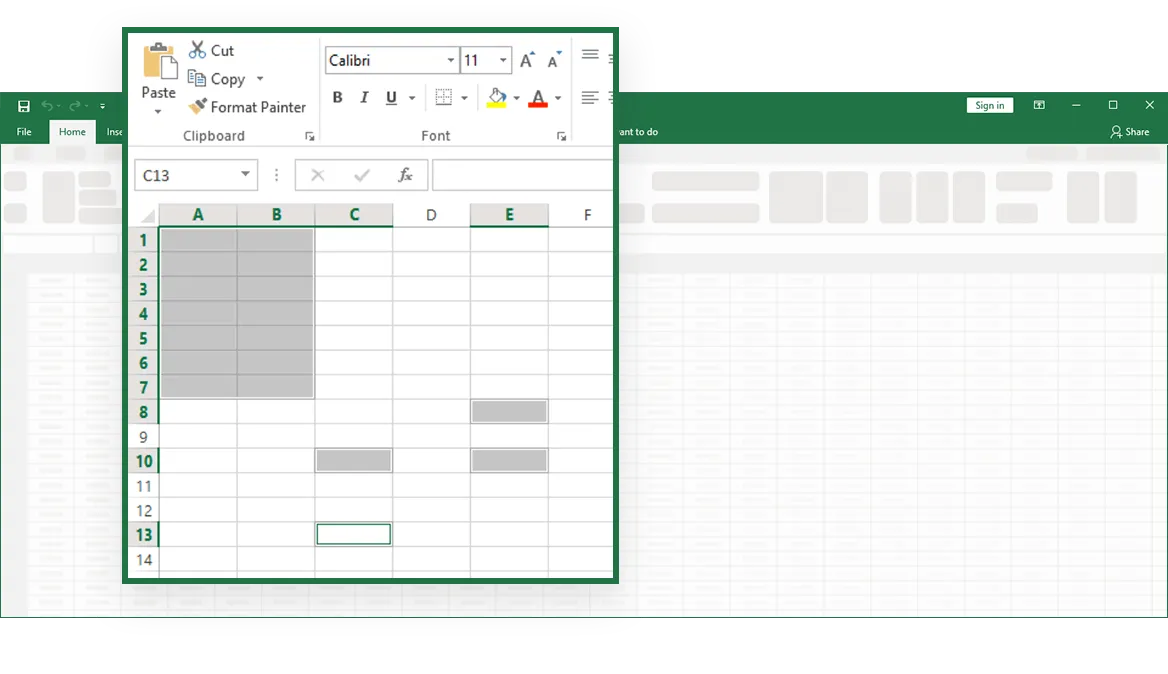 Cut
Copy
Paste
Format Painter
Clipboard
Calibri
11
A A
B I U
A
Font
Sign in
File
Home
Inse
ant to do
Share
C13
fx
A B C D E F
1
2
3
4
5
6
7
8
9
10
11
12
13
14